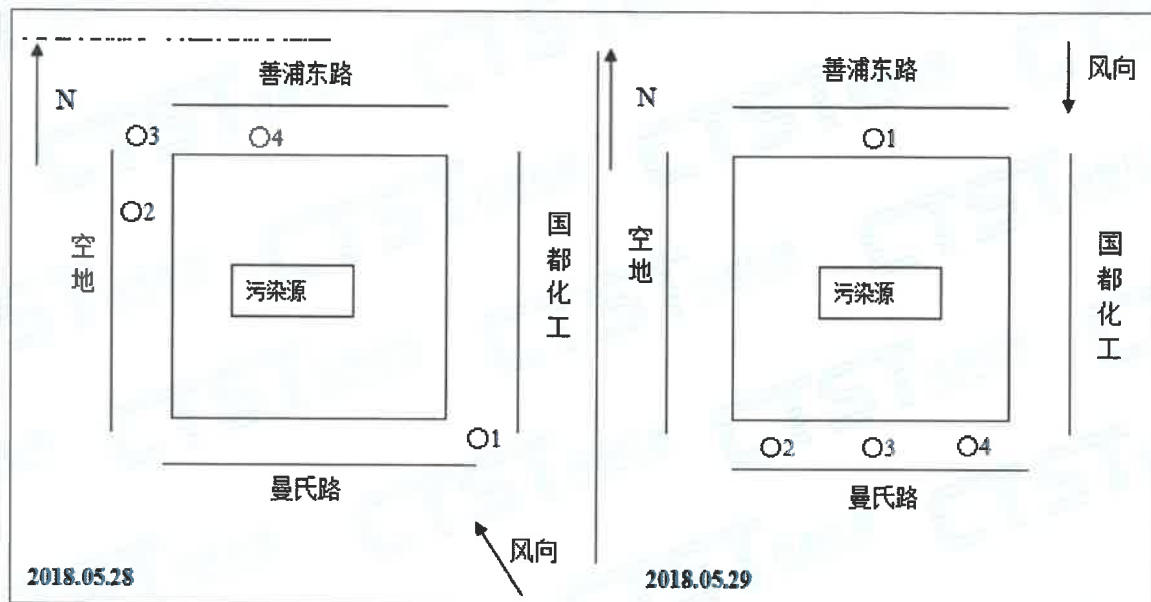 善浦东路
N
○3
○4
○2
空地
国都化工
污染源
○1
曼氏路
风向
2018.05.28
善浦东路
风向
N
○1
空地
国都化工
污染源
○2
○3
○4
曼氏路
2018.05.29